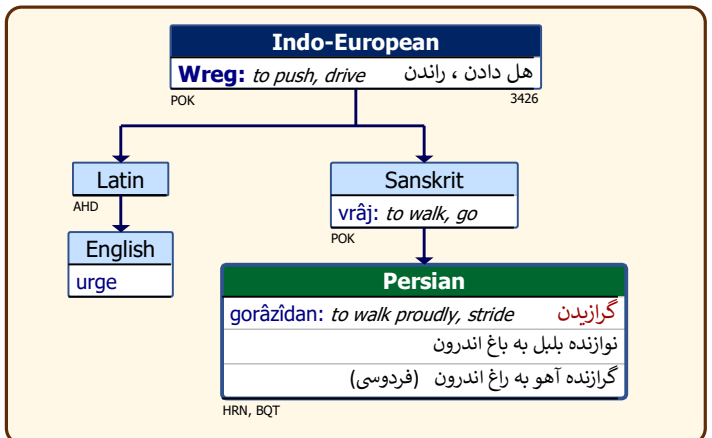 Indo-European
Wreg: to push, drive هل دادن ، راندن
POK 3426
Latin Sanskrit
AHD
vrâj: to walk, go
POK
English
urge
Persian
gorâzîdan: to walk proudly, stride گرازیدن
نوازنده بلبل به باغ اندرون
گرازنده آهو به راغ اندرون (فردوسی)
HRN, BQT